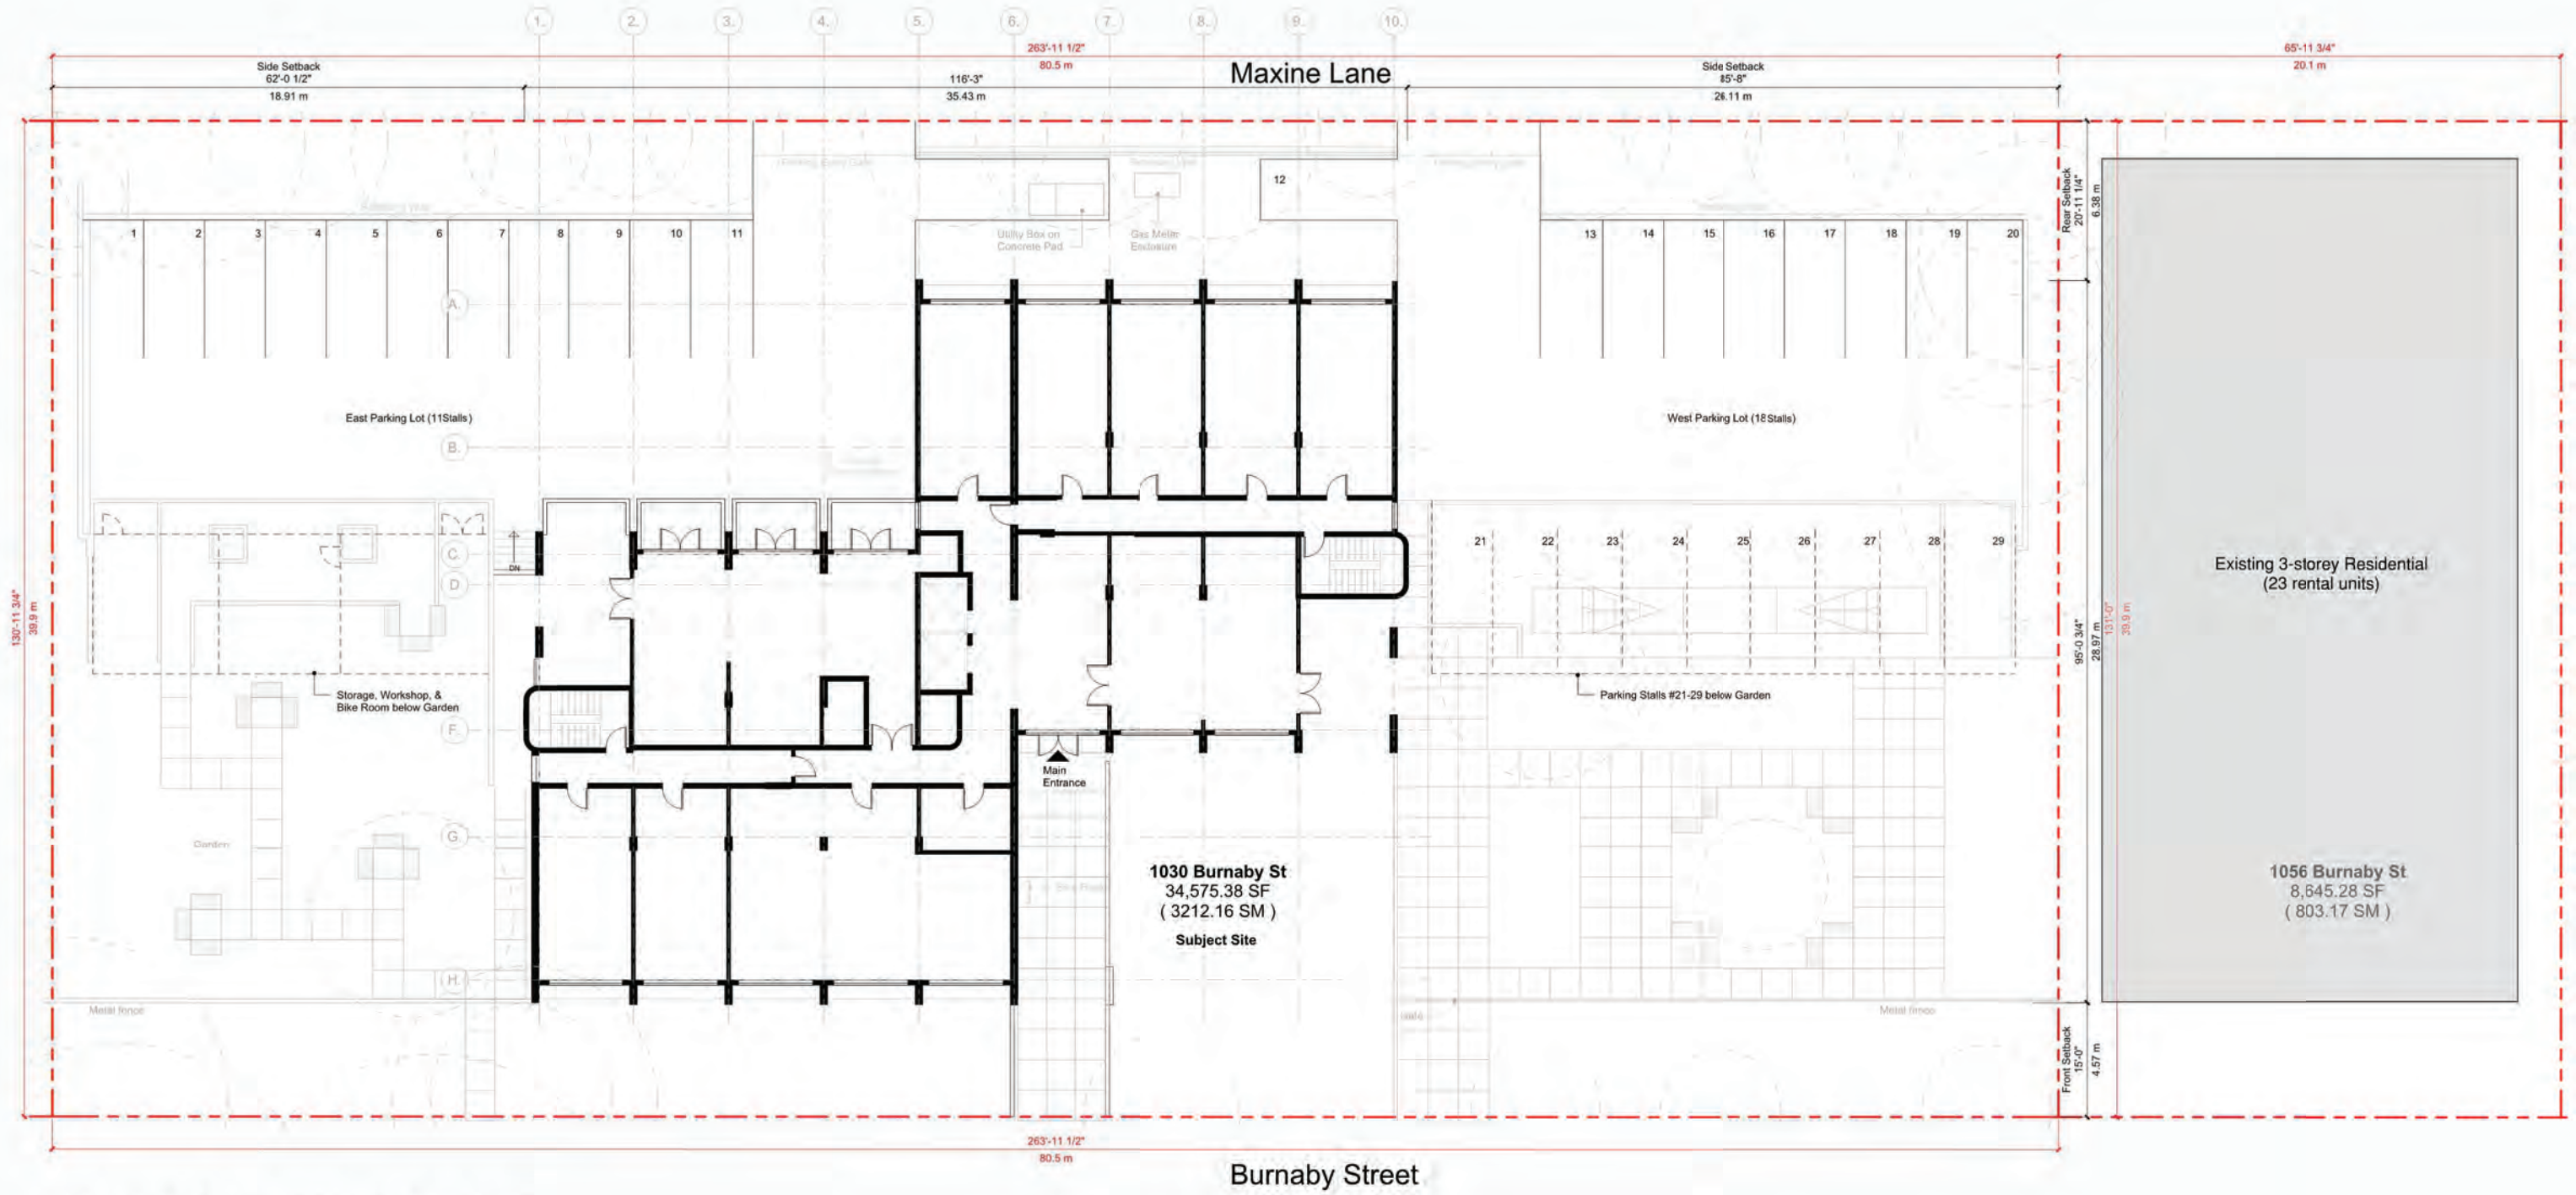 1. 2. 3. 4. 5. 6. 7. 8. 9. 10.
263'-11 1/2"
80.5 m
65'-11 3/4"
20.1 m
Maxine Lane
Side Setback
62'-0 1/2"
18.91 m
116'-3"
35.43 m
Side Setback
85'-8"
26.11 m
Parking Entry Gate
Utility Box on
Concrete Pad
Gas Meter
Enclosure
12
1 2 3 4 5 6 7 8 9 10 11
13 14 15 16 17 18 19 20
Rear Setback
20'-11 1/4"
6.38 m
A.
East Parking Lot (11Stalls)
West Parking Lot (18 Stalls)
B.
C.
D
DN
21 22 23 24 25 26 27 28 29
Existing 3-storey Residential
(23 rental units)
130'-11 3/4"
39.9 m
95'-0 3/4"
28.97 m
131'-0"
39.9 m
Storage, Workshop, &
Bike Room below Garden
Parking Stalls #21-29 below Garden
F.
Main
Entrance
G.
Garden
1030 Burnaby St
34,575.38 SF
( 3212.16 SM )
Subject Site
1056 Burnaby St
8,645.28 SF
( 803.17 SM )
H.
Metal fence
Metal fence
Front Setback
15'-0"
4.57 m
263'-11 1/2"
80.5 m
Burnaby Street